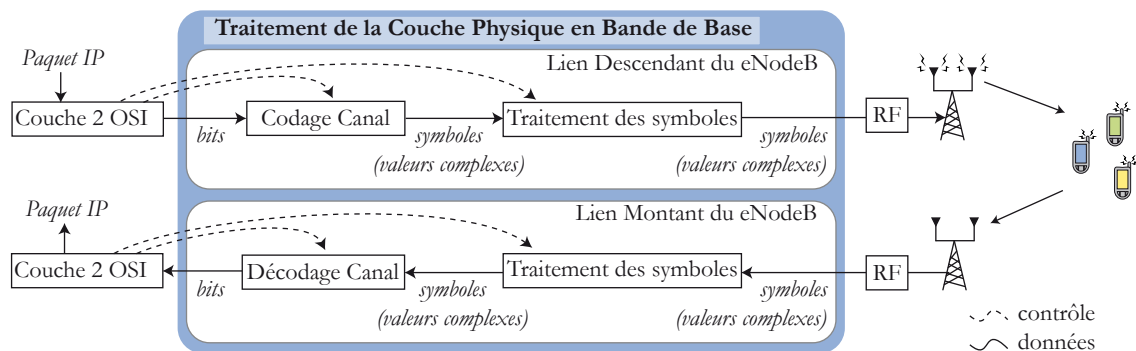 Traitement de la Couche Physique en Bande de Base
Paquet IP
Lien Descendant du eNodeB
Couche 2 OSI
bits
Codage Canal
symboles
(valeurs complexes)
Traitement des symboles
symboles
(valeurs complexes)
RF
Paquet IP
Lien Montant du eNodeB
Couche 2 OSI
bits
Décodage Canal
symboles
(valeurs complexes)
Traitement des symboles
symboles
(valeurs complexes)
RF
contrôle
données